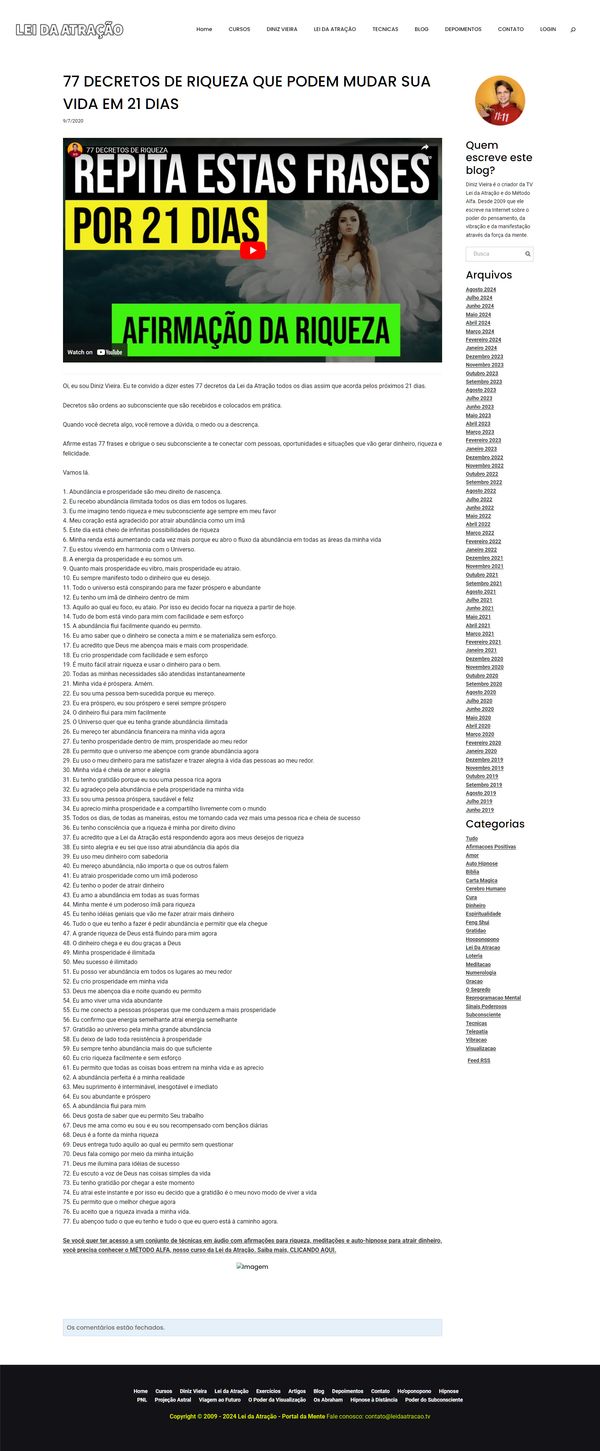 LEI DA ATRAÇÃO
Home CURSOS DINIZ VIEIRA LEI DA ATRAÇÃO TECNICAS BLOG DEPOIMENTOS CONTATO LOGIN
77 DECRETOS DE RIQUEZA QUE PODEM MUDAR SUA
VIDA EM 21 DIAS
9/7/2020
77 DECRETOS DE RIQUEZA
REPITA ESTAS FRASES
POR 21 DIAS
AFIRMAÇÃO DA RIQUEZA
Watch on YouTube
Oi, eu sou Diniz Vieira. Eu te convido a dizer estes 77 decretos da Lei da Atração todos os dias assim que acorda pelos próximos 21 dias.
Decretos são ordens ao subconsciente que são recebidos e colocados em prática.
Quando você decreta algo, você remove a dúvida, o medo ou a descrença.
Afirme estas 77 frases e obrigue o seu subconsciente a te conectar com pessoas, oportunidades e situações que vão gerar dinheiro, riqueza e
felicidade.
Vamos lá.
1. Abundância e prosperidade são meu direito de nascença.
2. Eu recebo abundância ilimitada todos os dias em todos os lugares.
3. Eu me imagino tendo riqueza e meu subconsciente age sempre em meu favor
4. Meu coração está agradecido por atrair abundância como um ímã
5. Este dia está cheio de infinitas possibilidades de riqueza
6. Minha renda está aumentando cada vez mais porque eu abro o fluxo da abundância em todas as áreas da minha vida
7. Eu estou vivendo em harmonia com o Universo.
8. A energia da prosperidade e eu somos um.
9. Quanto mais prosperidade eu vibro, mais prosperidade eu atraio.
10. Eu sempre manifesto todo o dinheiro que eu desejo.
11. Todo o universo está conspirando para me fazer próspero e abundante
12. Eu tenho um imã de dinheiro dentro de mim
13. Aquilo ao qual eu foco, eu ataio. Por isso eu decido focar na riqueza a partir de hoje.
14. Tudo de bom está vindo para mim com facilidade e sem esforço
15. A abundância flui facilmente quando eu permito.
16. Eu amo saber que o dinheiro se conecta a mim e se materializa sem esforço.
17. Eu acredito que Deus me abençoa mais e mais com prosperidade.
18. Eu crio prosperidade com facilidade e sem esforço
19. É muito fácil atrair riqueza e usar o dinheiro para o bem.
20. Todas as minhas necessidades são atendidas instantaneamente
21. Minha vida é próspera. Amém.
22. Eu sou uma pessoa bem-sucedida porque eu mereço.
23. Eu era próspero, eu sou próspero e serei sempre próspero
24. O dinheiro flui para mim facilmente
25. O Universo quer que eu tenha grande abundância ilimitada
26. Eu mereço ter abundância financeira na minha vida agora
27. Eu tenho prosperidade dentro de mim, prosperidade ao meu redor
28. Eu permito que o universo me abençoe com grande abundância agora
29. Eu uso o meu dinheiro para me satisfazer e trazer alegria à vida das pessoas ao meu redor.
30. Minha vida é cheia de amor e alegria
31. Eu tenho gratidão porque eu sou uma pessoa rica agora
32. Eu agradeço pela abundância e pela prosperidade na minha vida
33. Eu sou uma pessoa próspera, saudável e feliz
34. Eu aprecio minha prosperidade e a compartilho livremente com o mundo
35. Todos os dias, de todas as maneiras, estou me tornando cada vez mais uma pessoa rica e cheia de sucesso
36. Eu tenho consciência que a riqueza é minha por direito divino
37. Eu acredito que a Lei da Atração está respondendo agora aos meus desejos de riqueza
38. Eu sinto alegria e eu sei que isso atrai abundância dia após dia
39. Eu uso meu dinheiro com sabedoria
40. Eu mereço abundância, não importa o que os outros falem
41. Eu atraio prosperidade como um imã poderoso
42. Eu tenho o poder de atrair dinheiro
43. Eu amo a abundância em todas as suas formas
44. Minha mente é um poderoso ímã para riqueza
45. Eu tenho idéias geniais que vão me fazer atrair mais dinheiro
46. Tudo o que eu tenho a fazer é pedir abundância e permitir que ela chegue
47. A grande riqueza de Deus está fluindo para mim agora
48. O dinheiro chega e eu dou graças a Deus
49. Minha prosperidade é ilimitada
50. Meu sucesso é ilimitado
51. Eu posso ver abundância em todos os lugares ao meu redor
52. Eu crio prosperidade em minha vida
53. Deus me abençoa dia e noite quando eu permito
54. Eu amo viver uma vida abundante
55. Eu me conecto a pessoas prósperas que me conduzem a mais prosperidade
56. Eu confirmo que energia semelhante atrai energia semelhante
57. Gratidão ao universo pela minha grande abundância
58. Eu deixo de lado toda resistência à prosperidade
59. Eu sempre tenho abundância mais do que suficiente
60. Eu crio riqueza facilmente e sem esforço
61. Eu permito que todas as coisas boas entrem na minha vida e as aprecio
62. A abundância perfeita é a minha realidade
63. Meu suprimento é interminável, inesgotável e imediato
64. Eu sou abundante e próspero
65. A abundância flui para mim
66. Deus gosta de saber que eu permito Seu trabalho
67. Deus me ama como eu sou e eu sou recompensado com bençãos diárias
68. Deus é a fonte da minha riqueza
69. Deus entrega tudo aquilo ao qual eu permito sem questionar
70. Deus fala comigo por meio da minha intuição
71. Deus me ilumina para idéias de sucesso
72. Eu escuto a voz de Deus nas coisas simples da vida
73. Eu tenho gratidão por chegar a este momento
74. Eu atrai este instante e por isso eu decido que a gratidão é o meu novo modo de viver a vida
75. Eu permito que o melhor chegue agora
76. Eu aceito que a riqueza invada a minha vida.
77. Eu abençoo tudo o que eu tenho e tudo o que eu quero está à caminho agora.
Se você quer ter acesso a um conjunto de técnicas em áudio com afirmações para riqueza, meditações e auto-hipnose para atrair dinheiro,
você precisa conhecer o MÉTODO ALFA, nosso curso da Lei da Atração. Saiba mais, CLICANDO AQUI.
Imagem
Os comentários estão fechados.
11:11
Quem
escreve este
blog?
Diniz Vieira é o criador da TV
Lei da Atração e do Método
Alfa. Desde 2009 que ele
escreve na Internet sobre o
poder do pensamento, da
vibração e da manifestação
através da força da mente.
Busca
Arquivos
Agosto 2024
Julho 2024
Junho 2024
Maio 2024
Abril 2024
Março 2024
Fevereiro 2024
Janeiro 2024
Dezembro 2023
Novembro 2023
Outubro 2023
Setembro 2023
Agosto 2023
Julho 2023
Junho 2023
Maio 2023
Abril 2023
Março 2023
Fevereiro 2023
Janeiro 2023
Dezembro 2022
Novembro 2022
Outubro 2022
Setembro 2022
Agosto 2022
Julho 2022
Junho 2022
Maio 2022
Abril 2022
Março 2022
Fevereiro 2022
Janeiro 2022
Dezembro 2021
Novembro 2021
Outubro 2021
Setembro 2021
Agosto 2021
Julho 2021
Junho 2021
Maio 2021
Abril 2021
Março 2021
Fevereiro 2021
Janeiro 2021
Dezembro 2020
Novembro 2020
Outubro 2020
Setembro 2020
Agosto 2020
Julho 2020
Junho 2020
Maio 2020
Abril 2020
Março 2020
Fevereiro 2020
Janeiro 2020
Dezembro 2019
Novembro 2019
Outubro 2019
Setembro 2019
Agosto 2019
Julho 2019
Junho 2019
Categorias
Tudo
Afirmacoes Positivas
Amor
Auto Hipnose
Biblia
Carta Magica
Cerebro Humano
Cura
Dinheiro
Espiritualidade
Feng Shui
Gratidao
Hooponopono
Lei Da Atracao
Loteria
Meditacao
Numerologia
Oracao
O Segredo
Reprogramacao Mental
Sinais Poderosos
Subconsciente
Tecnicas
Telepatia
Vibracao
Visualizacao
Feed RSS
Home Cursos Diniz Vieira Lei da Atração Exercícios Artigos Blog Depoimentos Contato Ho'oponopono Hipnose
PNL Projeção Astral Viagem ao Futuro O Poder da Visualização Os Abraham Hipnose à Distância Poder do Subconsciente
Copyright © 2009 - 2024 Lei da Atração - Portal da Mente Fale conosco: contato@leidaatracao.tv